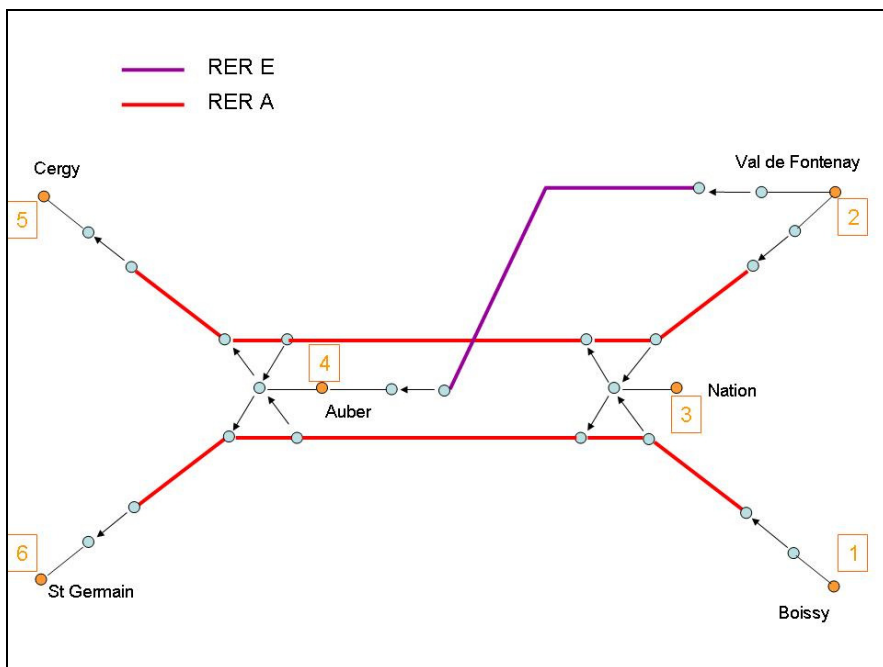 RER E
RER A
Cergy
Val de Fontenay
5
2
4
Auber
Nation
3
6
St Germain
1
Boissy